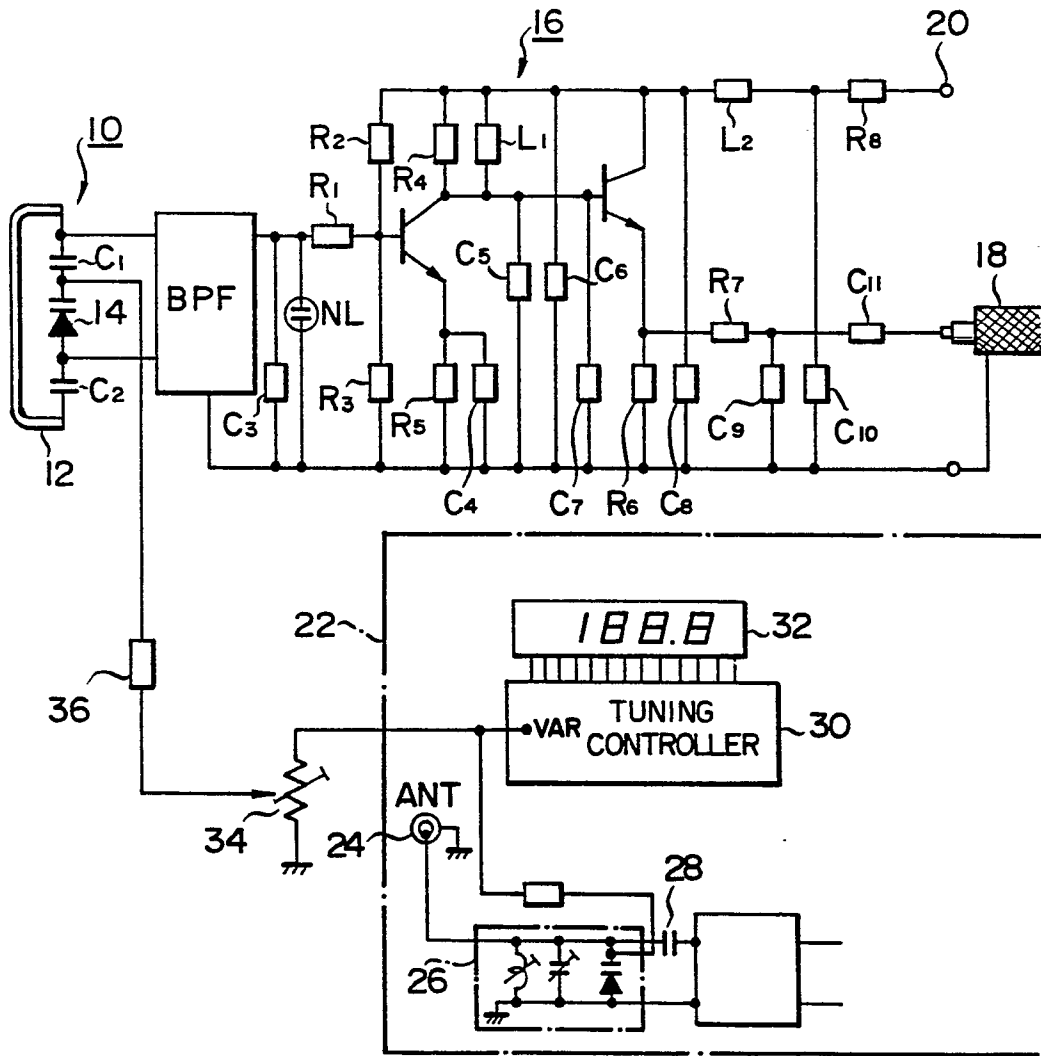 16
20
10
R2
R4
L1
L2
R8
R1
C1
BPF
C5
C6
18
14
NL
R7
C11
C2
C3
R3
R5
C9
C10
12
C4
C7
R6
C8
22
188.8
32
36
VAR
TUNING
CONTROLLER
30
34
ANT
24
28
26